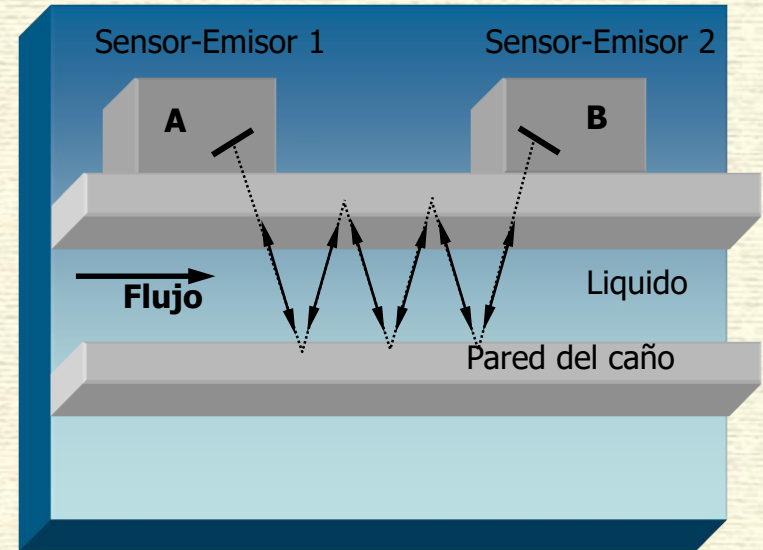 Sensor-Emisor 1
Sensor-Emisor 2
A
B
Flujo
Liquido
Pared del caño